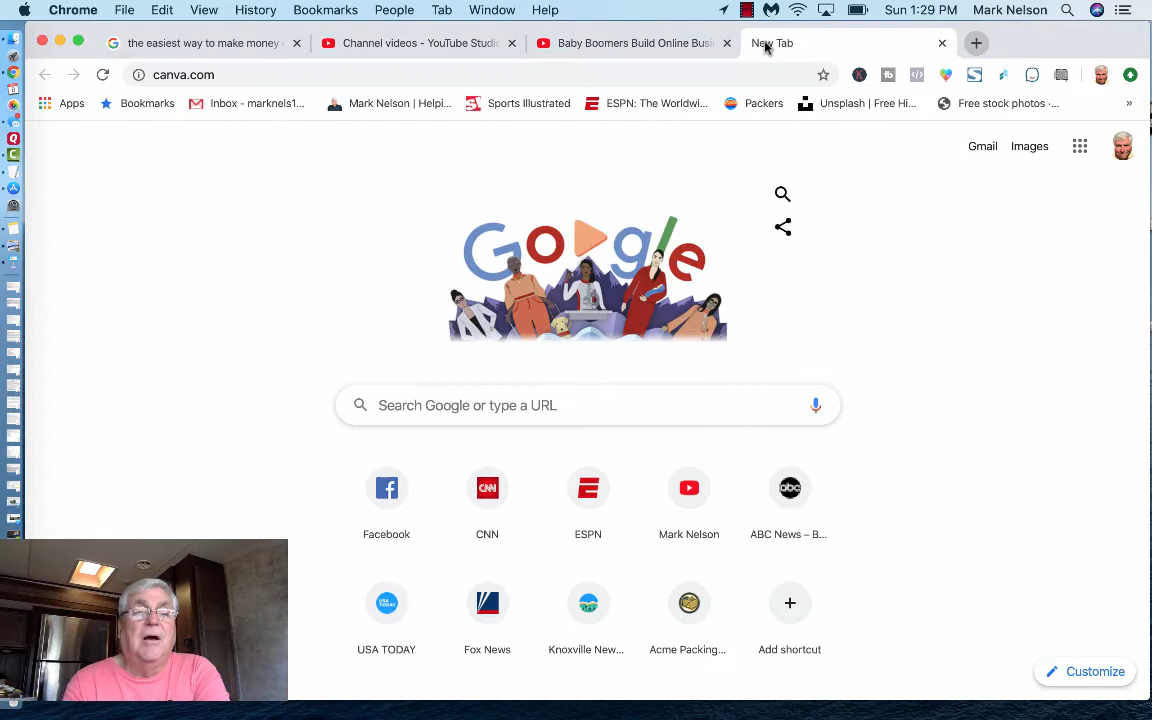 Chrome File Edit View History Bookmarks People Tab Window Help Sun 1:29 PM Mark Nelson
the easiest way to make money Channel videos - YouTube Studio Baby Boomers Build Online Busi New Tab
canva.com
Apps Bookmarks Inbox - marknels1... Mark Nelson | Helpi... Sports Illustrated ESPN: The Worldwi... Packers Unsplash | Free Hi... Free stock photos ·... »
Gmail Images
Google
Search Google or type a URL
Facebook CNN ESPN Mark Nelson ABC News – B...
USA TODAY Fox News Knoxville New... Acme Packing... Add shortcut
Customize